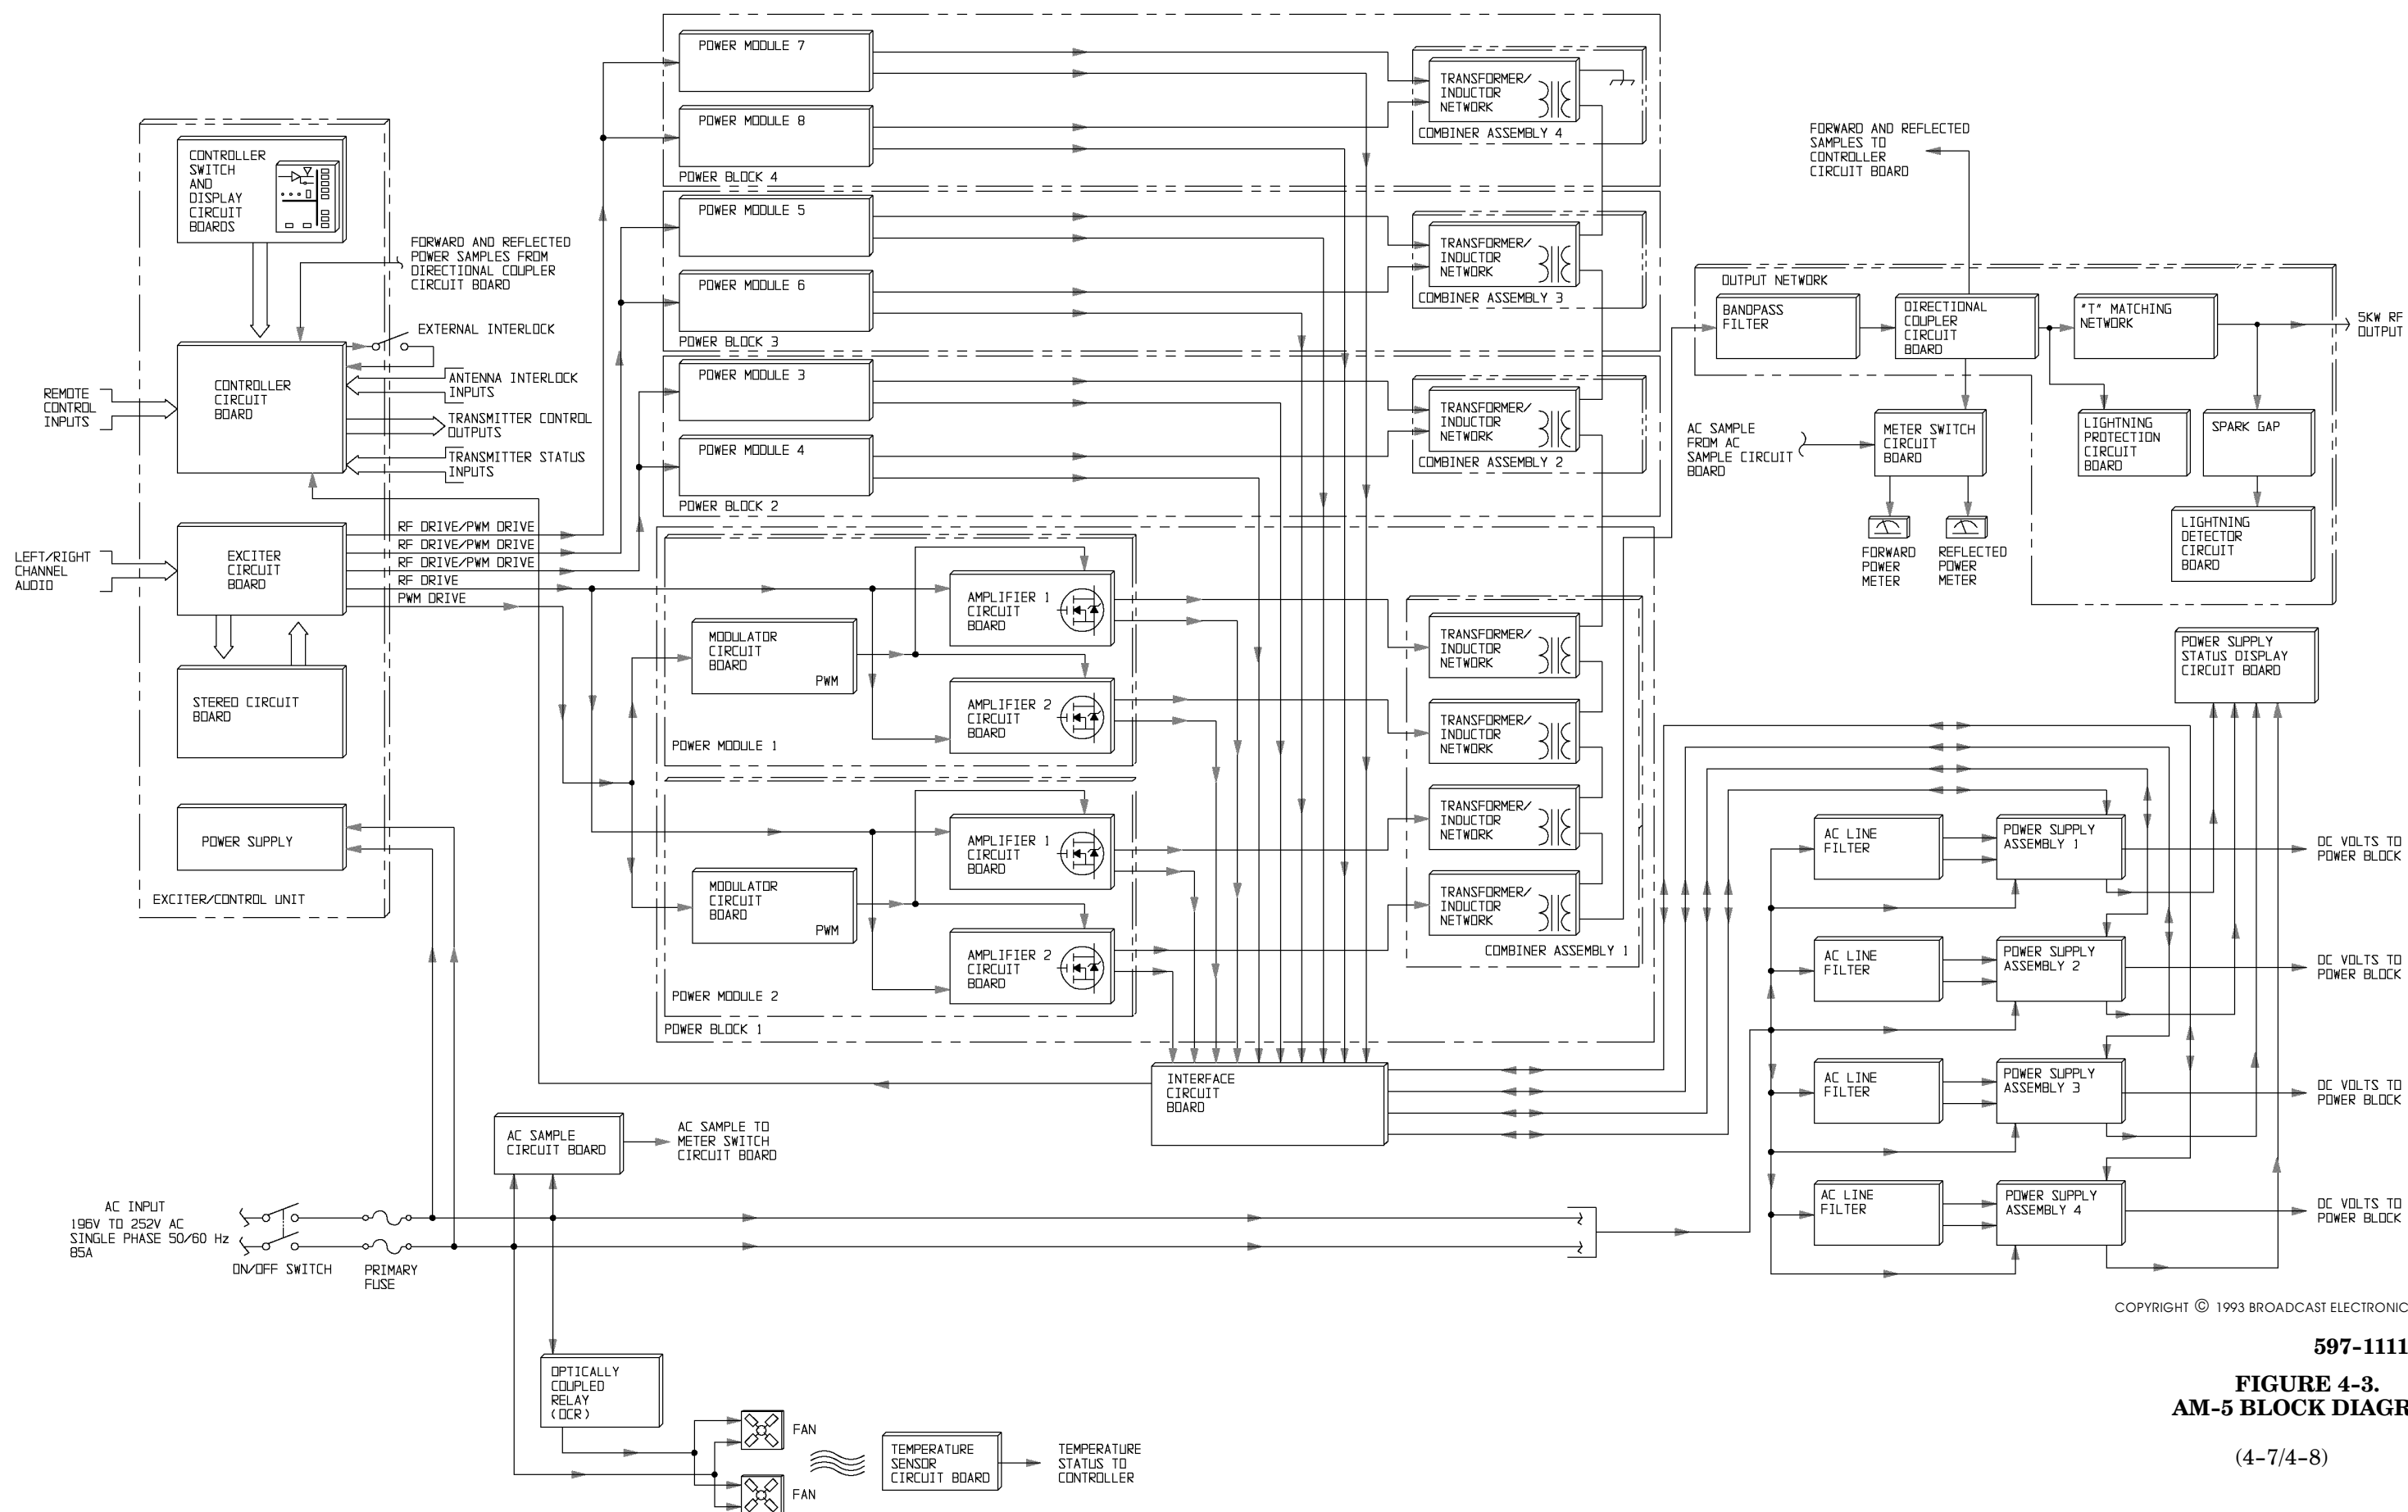 POWER MODULE 7
POWER MODULE 8
POWER BLOCK 4
TRANSFORMER/
INDUCTOR
NETWORK
COMBINER ASSEMBLY 4
POWER MODULE 5
POWER MODULE 6
POWER BLOCK 3
TRANSFORMER/
INDUCTOR
NETWORK
COMBINER ASSEMBLY 3
POWER MODULE 3
POWER MODULE 4
POWER BLOCK 2
TRANSFORMER/
INDUCTOR
NETWORK
COMBINER ASSEMBLY 2
CONTROLLER
SWITCH
AND
DISPLAY
CIRCUIT
BOARDS
FORWARD AND REFLECTED
POWER SAMPLES FROM
DIRECTIONAL COUPLER
CIRCUIT BOARD
EXTERNAL INTERLOCK
REMOTE
CONTROL
INPUTS
CONTROLLER
CIRCUIT
BOARD
ANTENNA INTERLOCK
INPUTS
TRANSMITTER CONTROL
OUTPUTS
TRANSMITTER STATUS
INPUTS
LEFT/RIGHT
CHANNEL
AUDIO
EXCITER
CIRCUIT
BOARD
RF DRIVE/PWM DRIVE
RF DRIVE/PWM DRIVE
RF DRIVE/PWM DRIVE
RF DRIVE
PWM DRIVE
STEREO CIRCUIT
BOARD
POWER SUPPLY
EXCITER/CONTROL UNIT
MODULATOR
CIRCUIT
BOARD
PWM
AMPLIFIER 1
CIRCUIT
BOARD
AMPLIFIER 2
CIRCUIT
BOARD
POWER MODULE 1
MODULATOR
CIRCUIT
BOARD
PWM
AMPLIFIER 1
CIRCUIT
BOARD
AMPLIFIER 2
CIRCUIT
BOARD
POWER MODULE 2
POWER BLOCK 1
TRANSFORMER/
INDUCTOR
NETWORK
TRANSFORMER/
INDUCTOR
NETWORK
TRANSFORMER/
INDUCTOR
NETWORK
TRANSFORMER/
INDUCTOR
NETWORK
COMBINER ASSEMBLY 1
INTERFACE
CIRCUIT
BOARD
FORWARD AND REFLECTED
SAMPLES TO
CONTROLLER
CIRCUIT BOARD
OUTPUT NETWORK
BANDPASS
FILTER
DIRECTIONAL
COUPLER
CIRCUIT
BOARD
"T" MATCHING
NETWORK
5KW RF
OUTPUT
AC SAMPLE
FROM AC
SAMPLE CIRCUIT
BOARD
METER SWITCH
CIRCUIT
BOARD
LIGHTNING
PROTECTION
CIRCUIT
BOARD
SPARK GAP
FORWARD
POWER
METER
REFLECTED
POWER
METER
LIGHTNING
DETECTOR
CIRCUIT
BOARD
POWER SUPPLY
STATUS DISPLAY
CIRCUIT BOARD
AC LINE
FILTER
POWER SUPPLY
ASSEMBLY 1
DC VOLTS TO
POWER BLOCK
AC LINE
FILTER
POWER SUPPLY
ASSEMBLY 2
DC VOLTS TO
POWER BLOCK
AC LINE
FILTER
POWER SUPPLY
ASSEMBLY 3
DC VOLTS TO
POWER BLOCK
AC LINE
FILTER
POWER SUPPLY
ASSEMBLY 4
DC VOLTS TO
POWER BLOCK
AC SAMPLE
CIRCUIT BOARD
AC SAMPLE TO
METER SWITCH
CIRCUIT BOARD
AC INPUT
196V TO 252V AC
SINGLE PHASE 50/60 Hz
85A
ON/OFF SWITCH
PRIMARY
FUSE
OPTICALLY
COUPLED
RELAY
(OCR)
FAN
FAN
TEMPERATURE
SENSOR
CIRCUIT BOARD
TEMPERATURE
STATUS TO
CONTROLLER
COPYRIGHT © 1993 BROADCAST ELECTRONIC
597-1111
FIGURE 4-3.
AM-5 BLOCK DIAGR
(4-7/4-8)